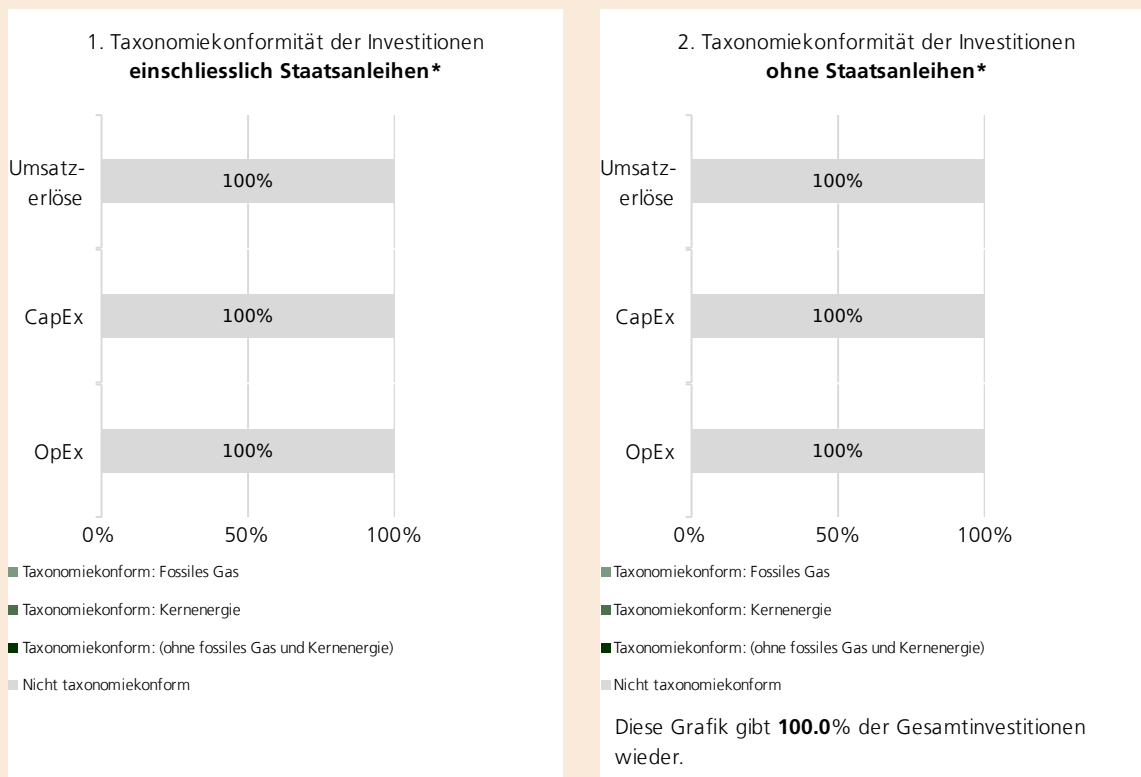 1. Taxonomiekonformität der Investitionen
einschliesslich Staatsanleihen*
Umsatz-
erlöse
100%
CapEx
100%
OpEx
100%
0% 50% 100%
Taxonomiekonform: Fossiles Gas
Taxonomiekonform: Kernenergie
Taxonomiekonform: (ohne fossiles Gas und Kernenergie)
Nicht taxonomiekonform
2. Taxonomiekonformität der Investitionen
ohne Staatsanleihen*
Umsatz-
erlöse
100%
CapEx
100%
OpEx
100%
0% 50% 100%
Taxonomiekonform: Fossiles Gas
Taxonomiekonform: Kernenergie
Taxonomiekonform: (ohne fossiles Gas und Kernenergie)
Nicht taxonomiekonform
Diese Grafik gibt 100.0% der Gesamtinvestitionen
wieder.